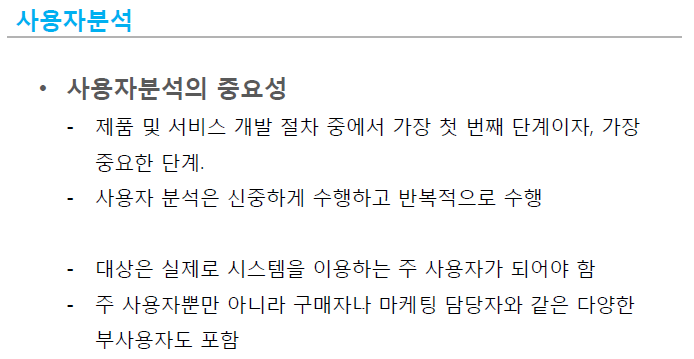 사용자분석
• 사용자분석의 중요성
- 제품 및 서비스 개발 절차 중에서 가장 첫 번째 단계이자, 가장
중요한 단계.
- 사용자 분석은 신중하게 수행하고 반복적으로 수행
- 대상은 실제로 시스템을 이용하는 주 사용자가 되어야 함
- 주 사용자뿐만 아니라 구매자나 마케팅 담당자와 같은 다양한
부사용자도 포함